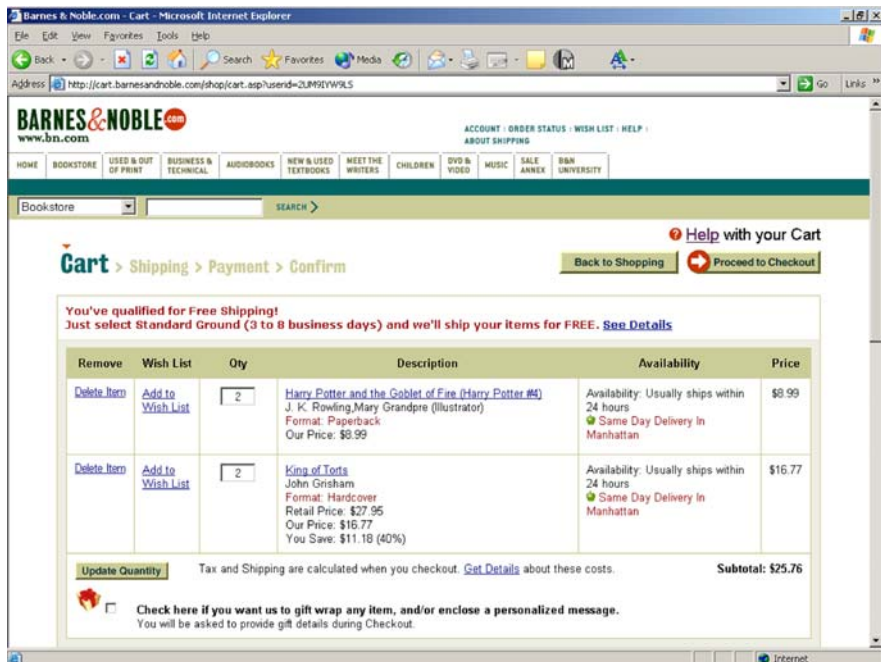 Barnes & Noble.com - Cart - Microsoft Internet Explorer
File Edit View Favorites Tools Help
Back Search Favorites Media
Address http://cart.barnesandnoble.com/shop/cart.asp?userid=2UM9IYW9LS Go Links »
BARNES&NOBLE.com
www.bn.com
ACCOUNT | ORDER STATUS | WISH LIST | HELP |
ABOUT SHIPPING
HOME BOOKSTORE USED & OUT OF PRINT BUSINESS & TECHNICAL AUDIOBOOKS NEW & USED TEXTBOOKS MEET THE WRITERS CHILDREN DVD & VIDEO MUSIC SALE ANNEX B&N UNIVERSITY
Bookstore SEARCH >
? Help with your Cart
Cart > Shipping > Payment > Confirm
Back to Shopping Proceed to Checkout
You've qualified for Free Shipping!
Just select Standard Ground (3 to 8 business days) and we'll ship your items for FREE. See Details
Remove Wish List Qty Description Availability Price
Delete Item Add to Wish List 2 Harry Potter and the Goblet of Fire (Harry Potter #4)
J. K. Rowling,Mary Grandpre (Illustrator)
Format: Paperback
Our Price: $8.99
Availability: Usually ships within
24 hours
Same Day Delivery In
Manhattan
$8.99
Delete Item Add to Wish List 2 King of Torts
John Grisham
Format: Hardcover
Retail Price: $27.95
Our Price: $16.77
You Save: $11.18 (40%)
Availability: Usually ships within
24 hours
Same Day Delivery In
Manhattan
$16.77
Update Quantity Tax and Shipping are calculated when you checkout. Get Details about these costs. Subtotal: $25.76
Check here if you want us to gift wrap any item, and/or enclose a personalized message.
You will be asked to provide gift details during Checkout.
Internet